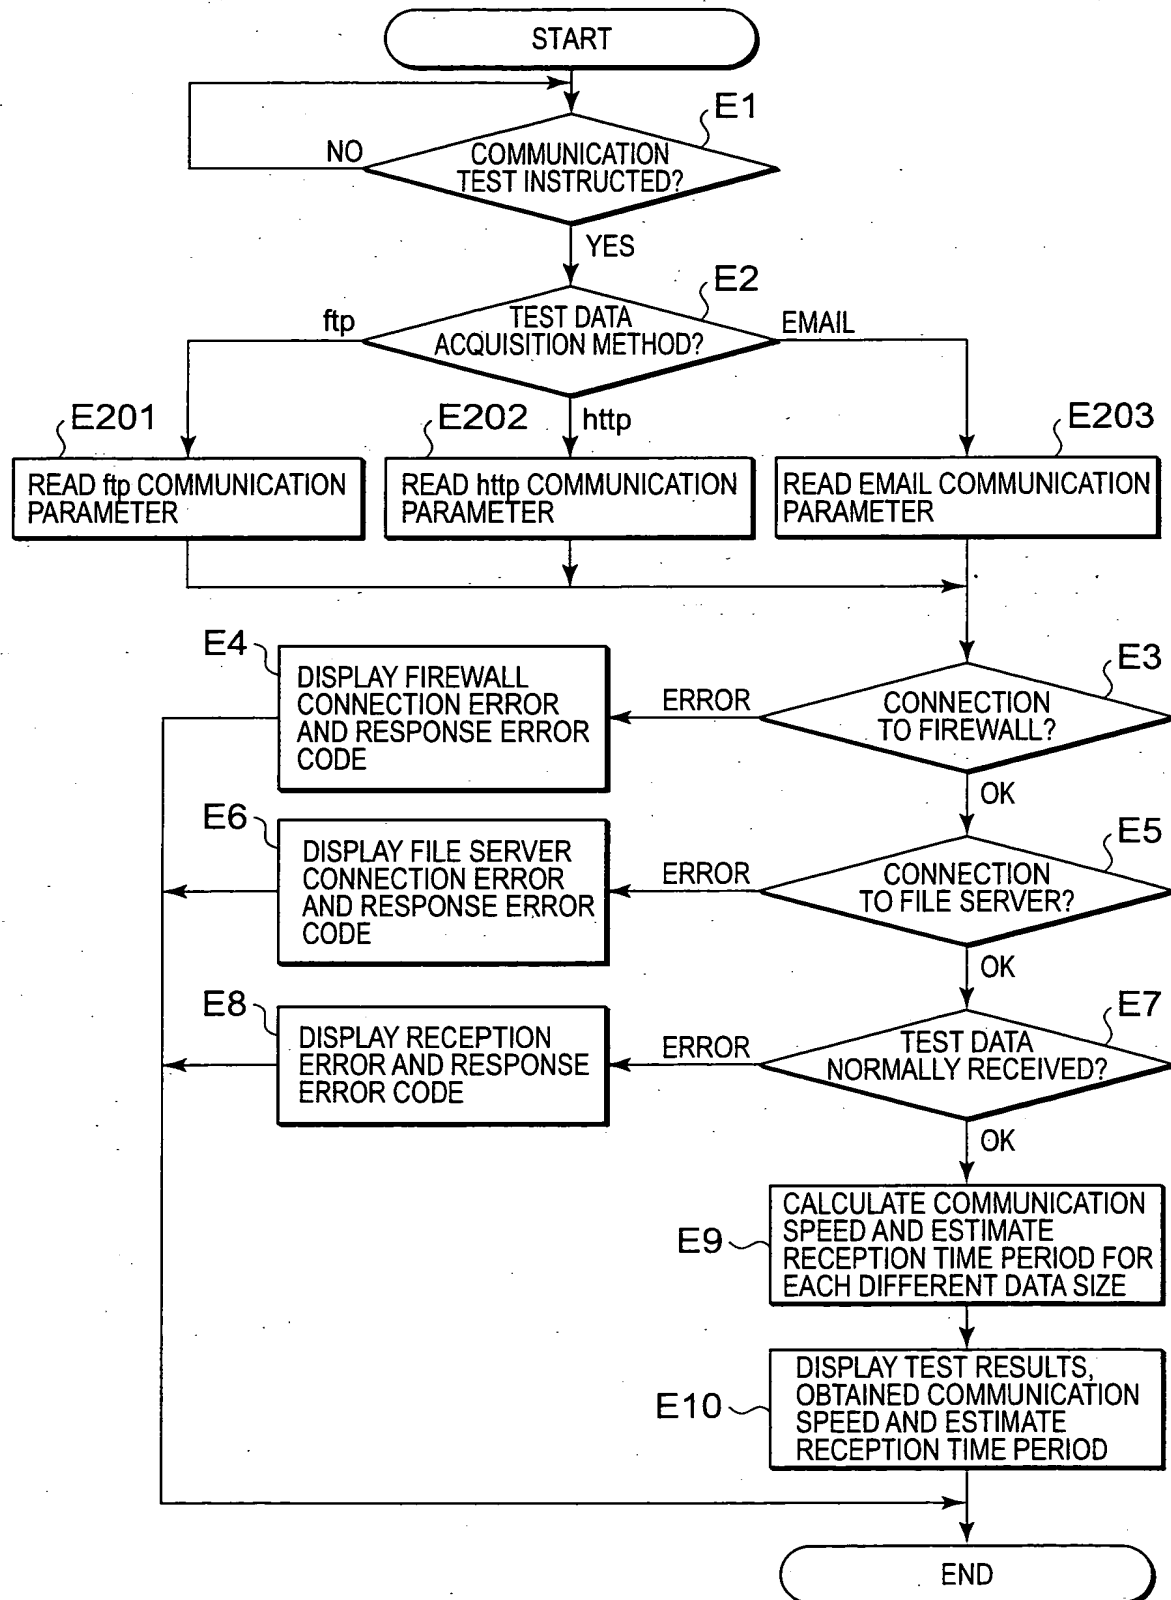 START
E1
NO
COMMUNICATION
TEST INSTRUCTED?
YES
E2
ftp
TEST DATA
ACQUISITION METHOD?
EMAIL
E201
E202
http
E203
READ ftp COMMUNICATION
PARAMETER
READ http COMMUNICATION
PARAMETER
READ EMAIL COMMUNICATION
PARAMETER
E4
DISPLAY FIREWALL
CONNECTION ERROR
AND RESPONSE ERROR
CODE
ERROR
E3
CONNECTION
TO FIREWALL?
OK
E6
DISPLAY FILE SERVER
CONNECTION ERROR
AND RESPONSE ERROR
CODE
ERROR
E5
CONNECTION
TO FILE SERVER?
OK
E8
DISPLAY RECEPTION
ERROR AND RESPONSE
ERROR CODE
ERROR
E7
TEST DATA
NORMALLY RECEIVED?
OK
E9
CALCULATE COMMUNICATION
SPEED AND ESTIMATE
RECEPTION TIME PERIOD FOR
EACH DIFFERENT DATA SIZE
E10
DISPLAY TEST RESULTS,
OBTAINED COMMUNICATION
SPEED AND ESTIMATE
RECEPTION TIME PERIOD
END